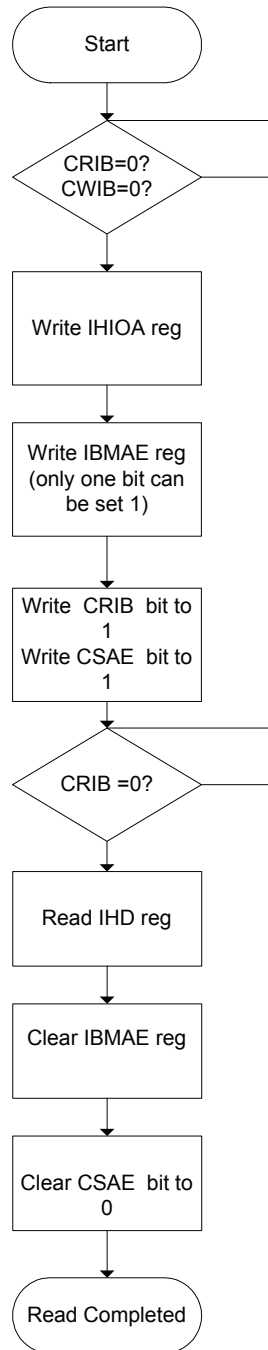 Start
CRIB=0?
CWIB=0?
Write IHIOA reg
Write IBMAE reg
(only one bit can
be set 1)
Write CRIB bit to
1
Write CSAE bit to
1
CRIB =0?
Read IHD reg
Clear IBMAE reg
Clear CSAE bit to
0
Read Completed